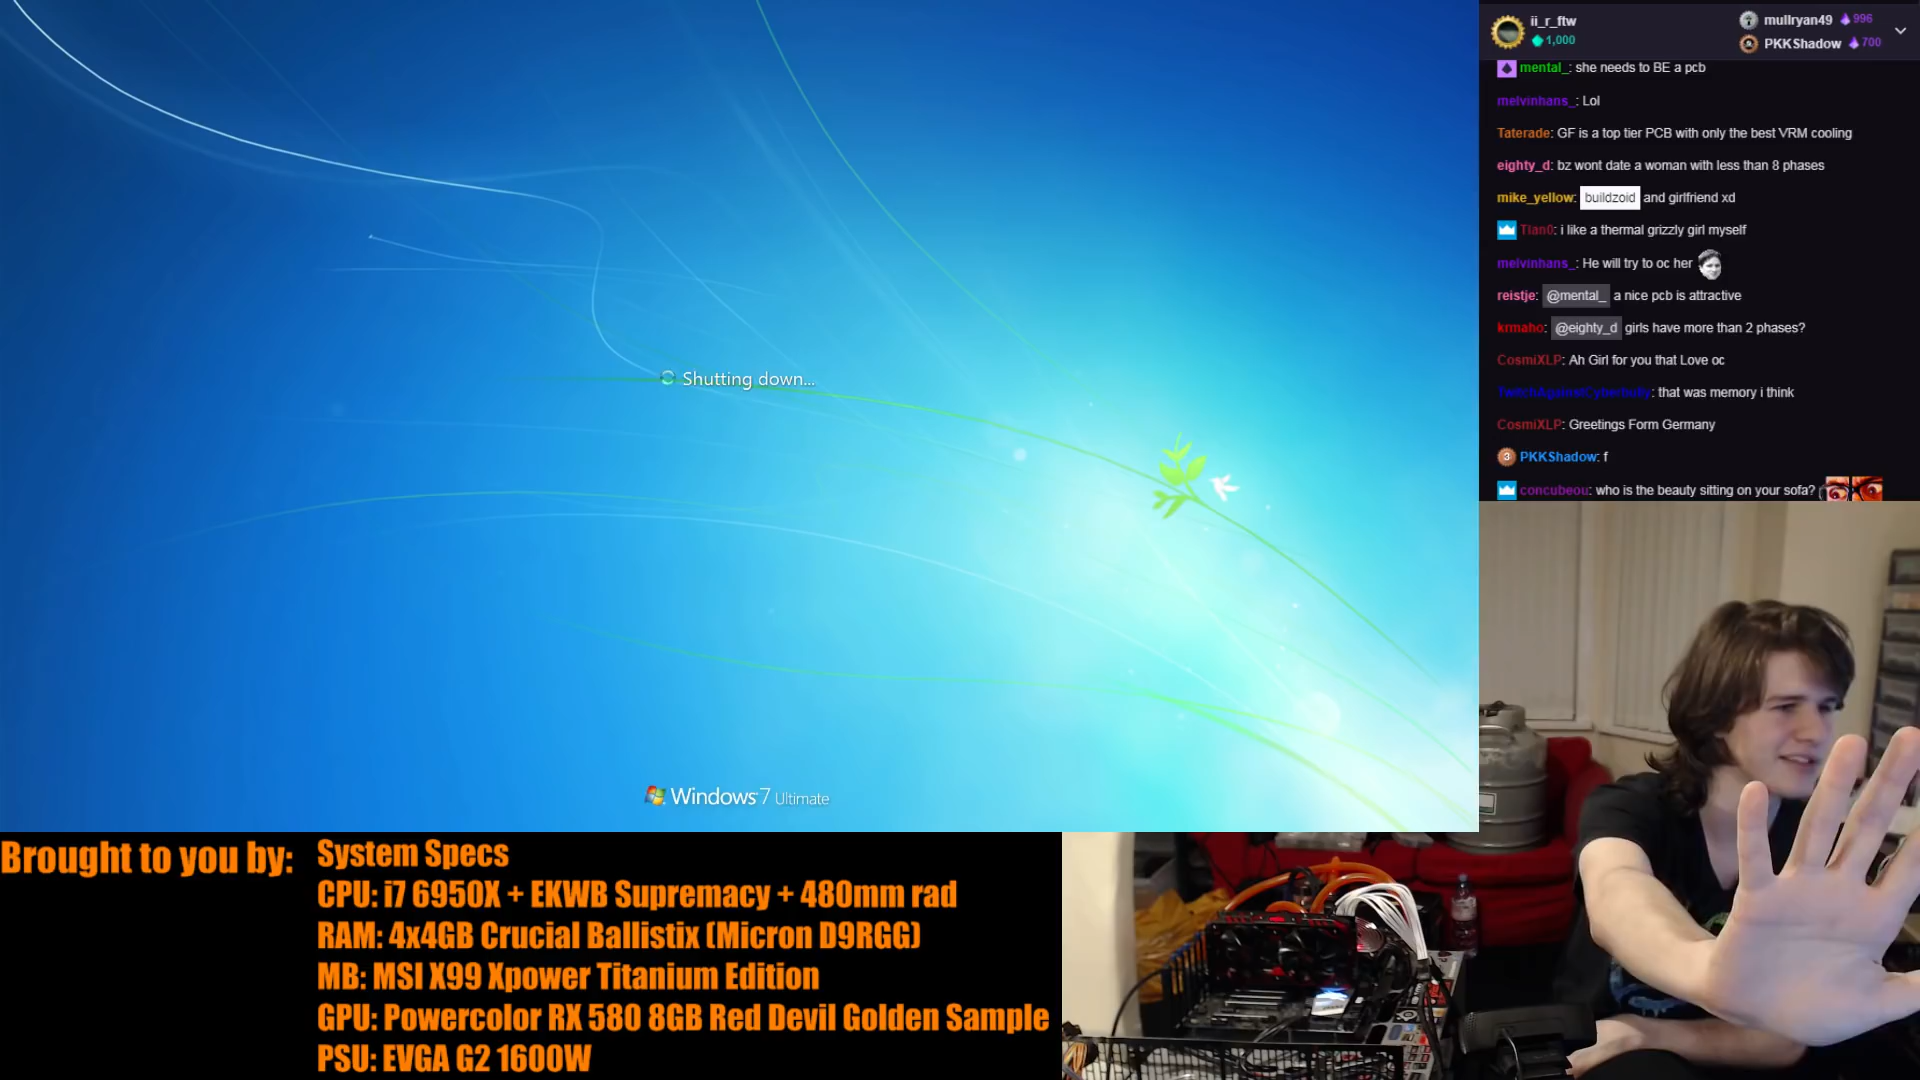 Shutting down...
Windows 7 Ultimate
ii_r_ftw
1,000
mullryan49 996
PKKShadow 700
mental_: she needs to BE a pcb
melvinhans_: Lol
Taterade: GF is a top tier PCB with only the best VRM cooling
eighty_d: bz wont date a woman with less than 8 phases
mike_yellow: buildzoid and girlfriend xd
Tlan0: i like a thermal grizzly girl myself
melvinhans_: He will try to oc her
reistje: @mental_ a nice pcb is attractive
krmaho: @eighty_d girls have more than 2 phases?
CosmiXLP: Ah Girl for you that Love oc
TwitchAgainstCyberbully: that was memory i think
CosmiXLP: Greetings Form Germany
3 PKKShadow: f
concubeou: who is the beauty sitting on your sofa?
Brought to you by:
System Specs
CPU: i7 6950X + EKWB Supremacy + 480mm rad
RAM: 4x4GB Crucial Ballistix (Micron D9RGG)
MB: MSI X99 Xpower Titanium Edition
GPU: Powercolor RX 580 8GB Red Devil Golden Sample
PSU: EVGA G2 1600W